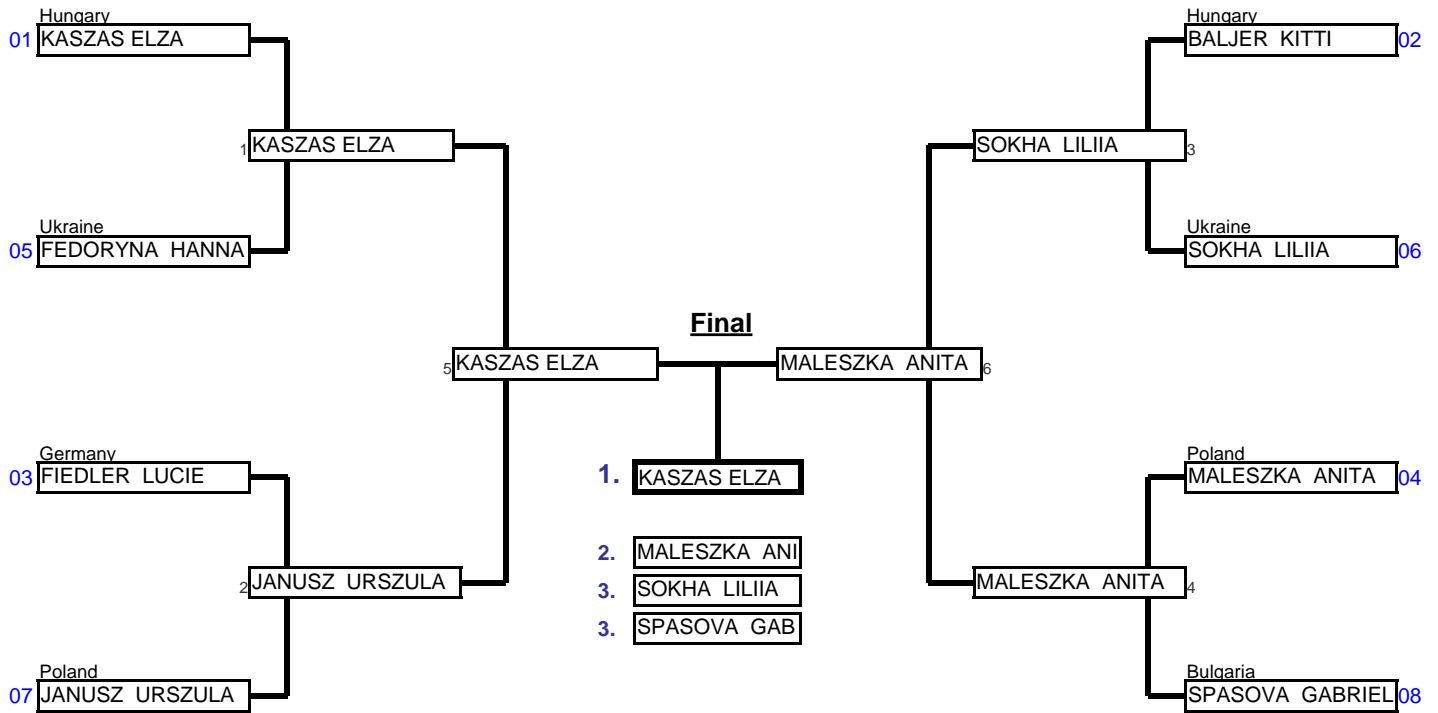 Hungary
01 KASZAS ELZA
Hungary
BALJER KITTI 02
1 KASZAS ELZA
SOKHA LILIIA 3
Ukraine
05 FEDORYNA HANNA
Ukraine
SOKHA LILIIA 06
Final
5 KASZAS ELZA
MALESZKA ANITA 6
Germany
03 FIEDLER LUCIE
1. KASZAS ELZA
Poland
MALESZKA ANITA 04
2. MALESZKA ANI
2 JANUSZ URSZULA
3. SOKHA LILIIA
MALESZKA ANITA 4
3. SPASOVA GAB
Poland
07 JANUSZ URSZULA
Bulgaria
SPASOVA GABRIEL 08